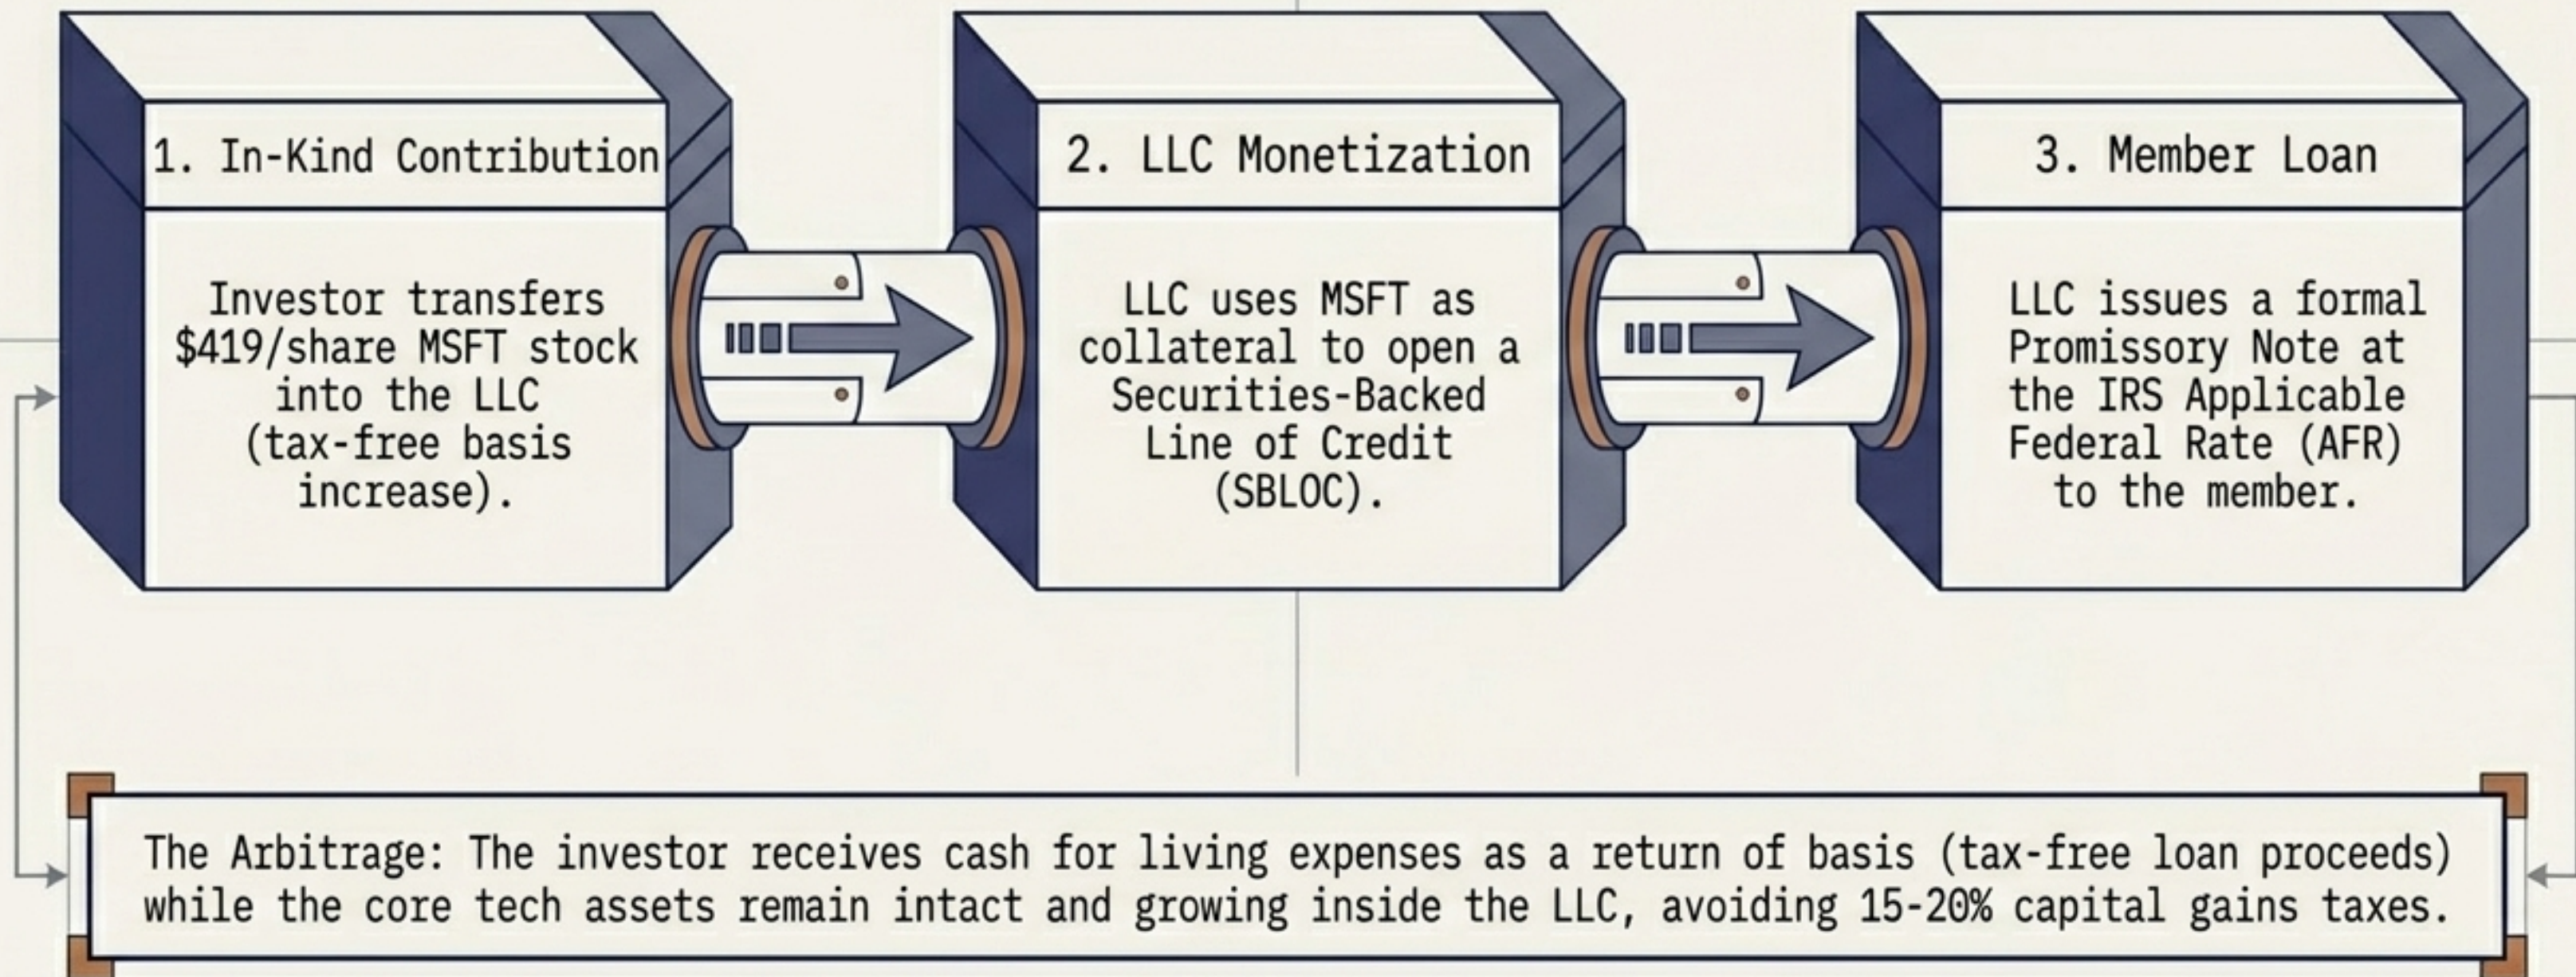 1. In-Kind Contribution
Investor transfers
$419/share MSFT stock
into the LLC
(tax-free basis
increase).
2. LLC Monetization
LLC uses MSFT as
collateral to open a
Securities-Backed
Line of Credit
(SBLOC).
3. Member Loan
LLC issues a formal
Promissory Note at
the IRS Applicable
Federal Rate (AFR)
to the member.
The Arbitrage: The investor receives cash for living expenses as a return of basis (tax-free loan proceeds)
while the core tech assets remain intact and growing inside the LLC, avoiding 15-20% capital gains taxes.